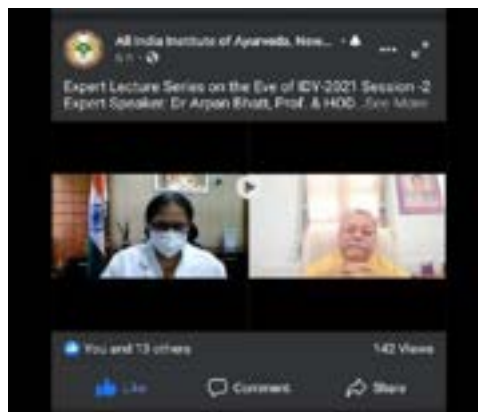 All India Institute of Ayurveda, New...
6 h
Expert Lecture Series on the Eve of IDY-2021 Session -2
Expert Speaker: Dr Arpan Bhatt, Prof. & HOD ...See More
You and 13 others 142 Views
Like Comment Share